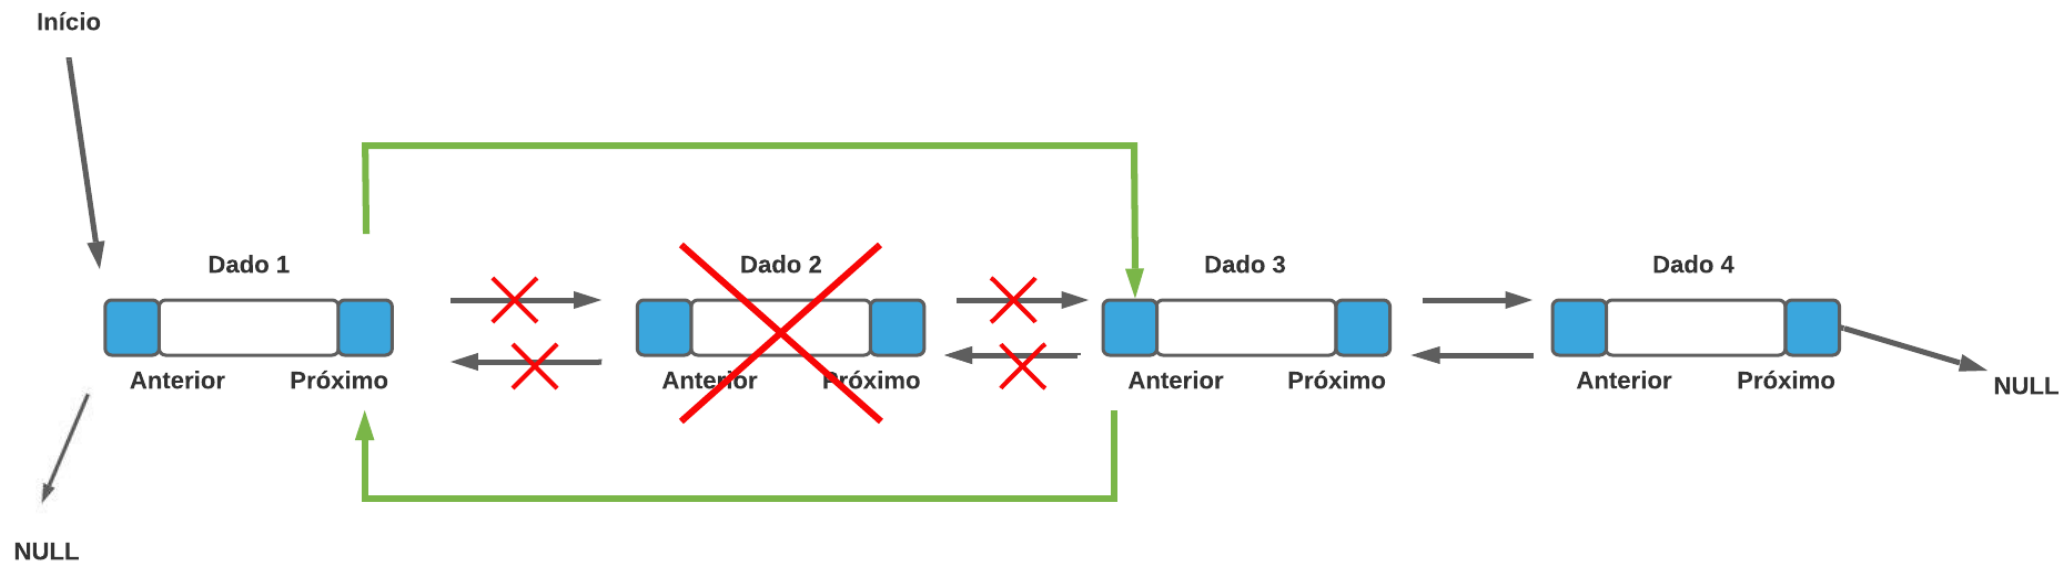 Início
Dado 1
Dado 2
Dado 3
Dado 4
Anterior
Próximo
Anterior
Próximo
Anterior
Próximo
Anterior
Próximo
NULL
NULL